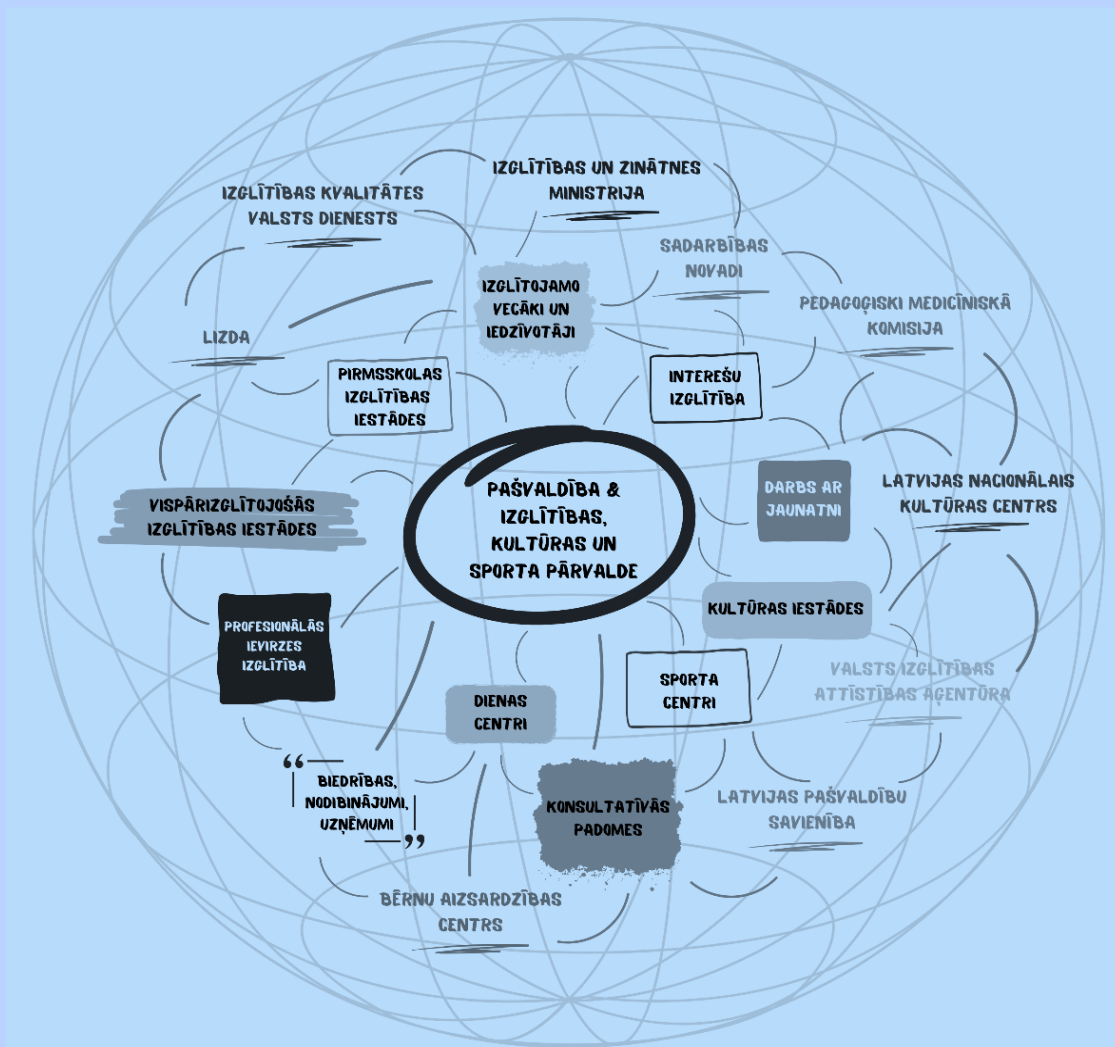 IZGLĪTĪBAS UN ZINĀTNES
MINISTRIJA
IZGLĪTĪBAS KVALITĀTES
VALSTS DIENESTS
SADARBĪBAS
NOVADI
IZGLĪTOJAMO
VECĀKI UN
IEDZĪVOTĀJI
PEDAGOĢISKI MEDICĪNISKĀ
KOMISIJA
LIZDA
PIRMSSKOLAS
IZGLĪTĪBAS
IESTĀDES
INTEREŠU
IZGLĪTĪBA
VISPĀRIZGLĪTOJOŠĀS
IZGLĪTĪBAS IESTĀDES
PAŠVALDĪBA &
IZGLĪTĪBAS,
KULTŪRAS UN
SPORTA PĀRVALDE
DARBS AR
JAUNATNI
LATVIJAS NACIONĀLAIS
KULTŪRAS CENTRS
PROFESIONĀLĀS
IEVIRZES
IZGLĪTĪBA
KULTŪRAS IESTĀDES
DIENAS
CENTRI
SPORTA
CENTRI
VALSTS IZGLĪTĪBAS
ATTĪSTĪBAS AĢENTŪRA
“BIEDRĪBAS,
NODIBINĀJUMI,
UZŅĒMUMI”
KONSULTATĪVĀS
PADOMES
LATVIJAS PAŠVALDĪBU
SAVIENĪBA
BĒRNU AIZSARDZĪBAS
CENTRS